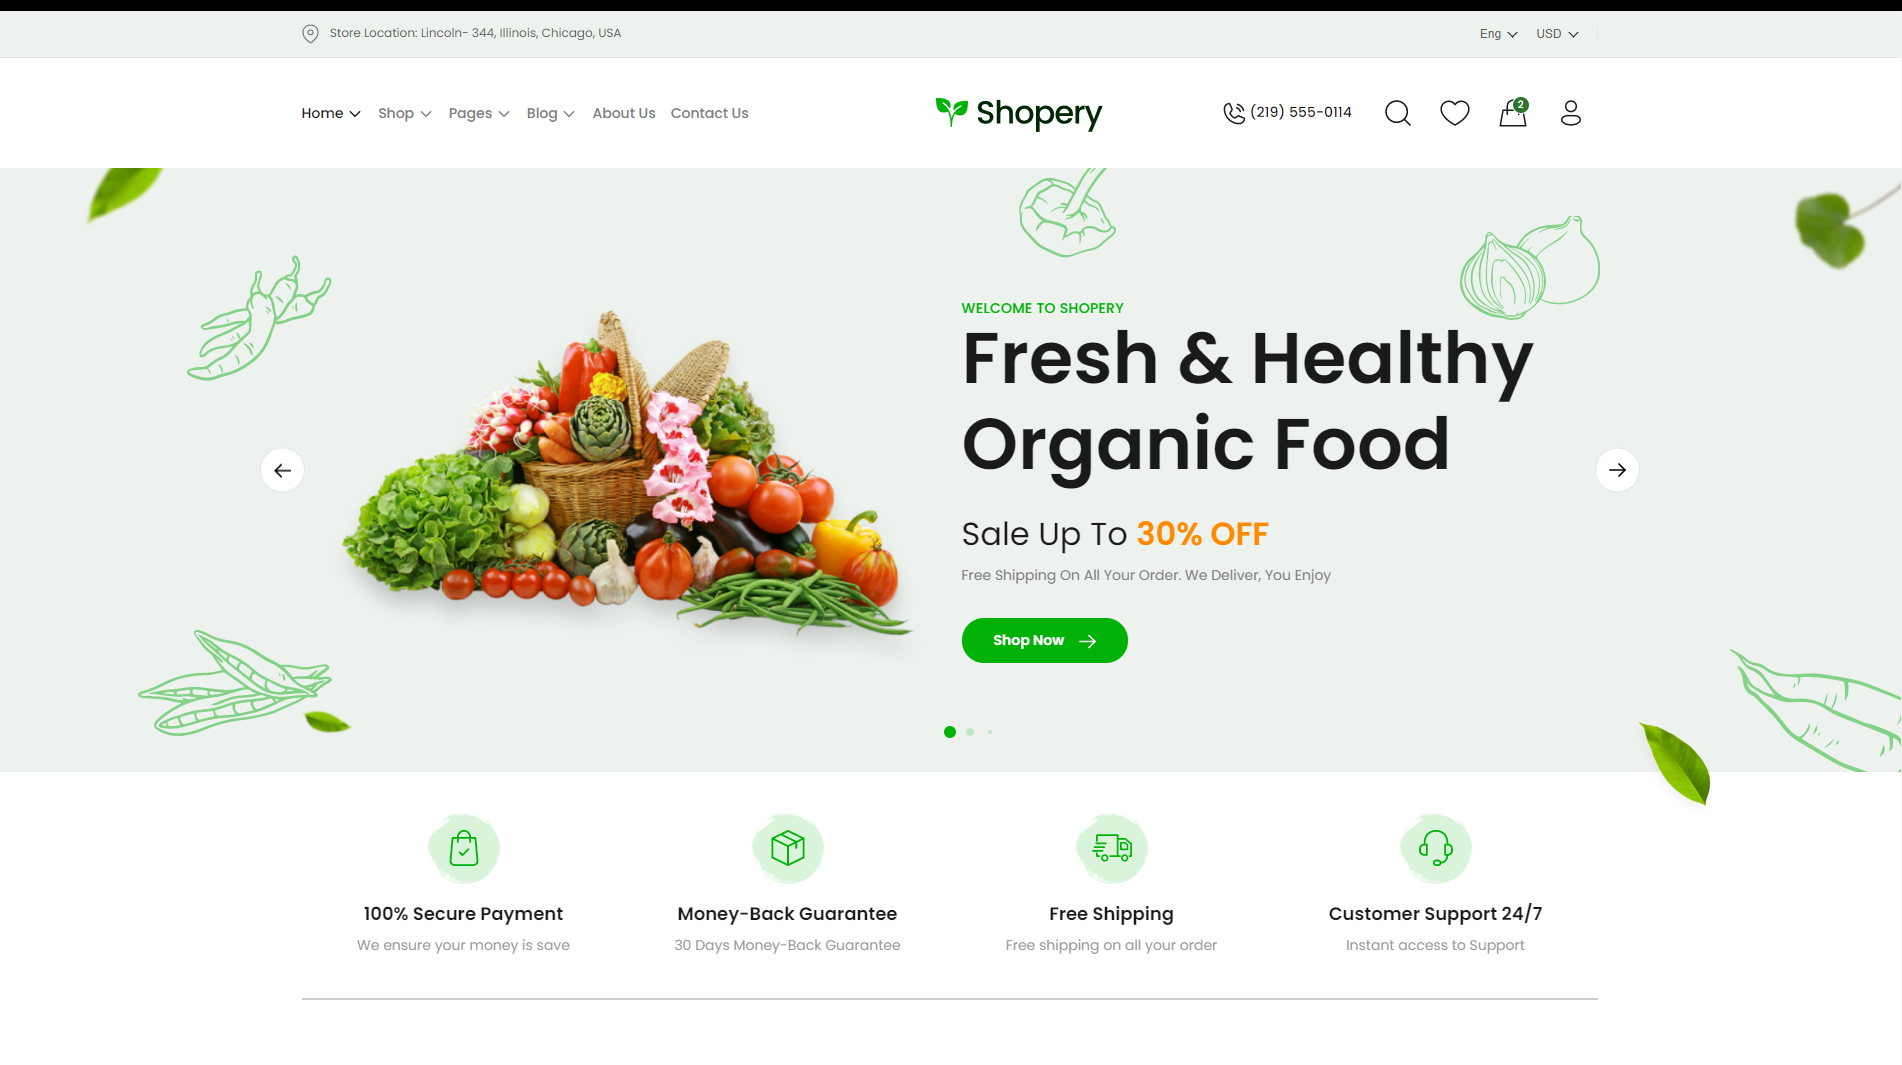 Store Location: Lincoln- 344, Illinois, Chicago, USA
Eng
USD
Home
Shop
Pages
Blog
About Us
Contact Us
Shopery
(219) 555-0114
2
WELCOME TO SHOPERY
Fresh & Healthy
Organic Food
Sale Up To 30% OFF
Free Shipping On All Your Order. We Deliver, You Enjoy
Shop Now
100% Secure Payment
We ensure your money is save
Money-Back Guarantee
30 Days Money-Back Guarantee
Free Shipping
Free shipping on all your order
Customer Support 24/7
Instant access to Support